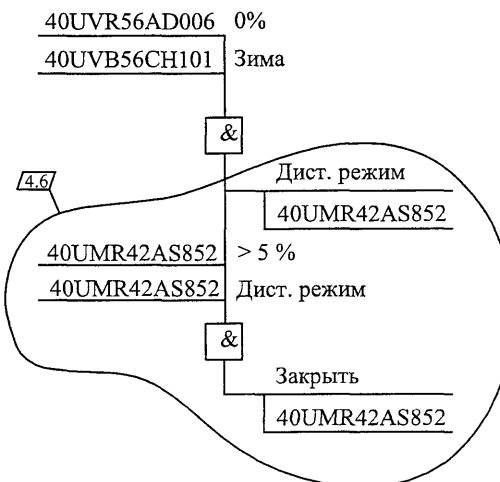 40UVR56AD006 0%
40UVB56CH101 Зима
&
4.6
Дист. режим
40UMR42AS852
40UMR42AS852 > 5 %
40UMR42AS852 Дист. режим
&
Закрыть
40UMR42AS852